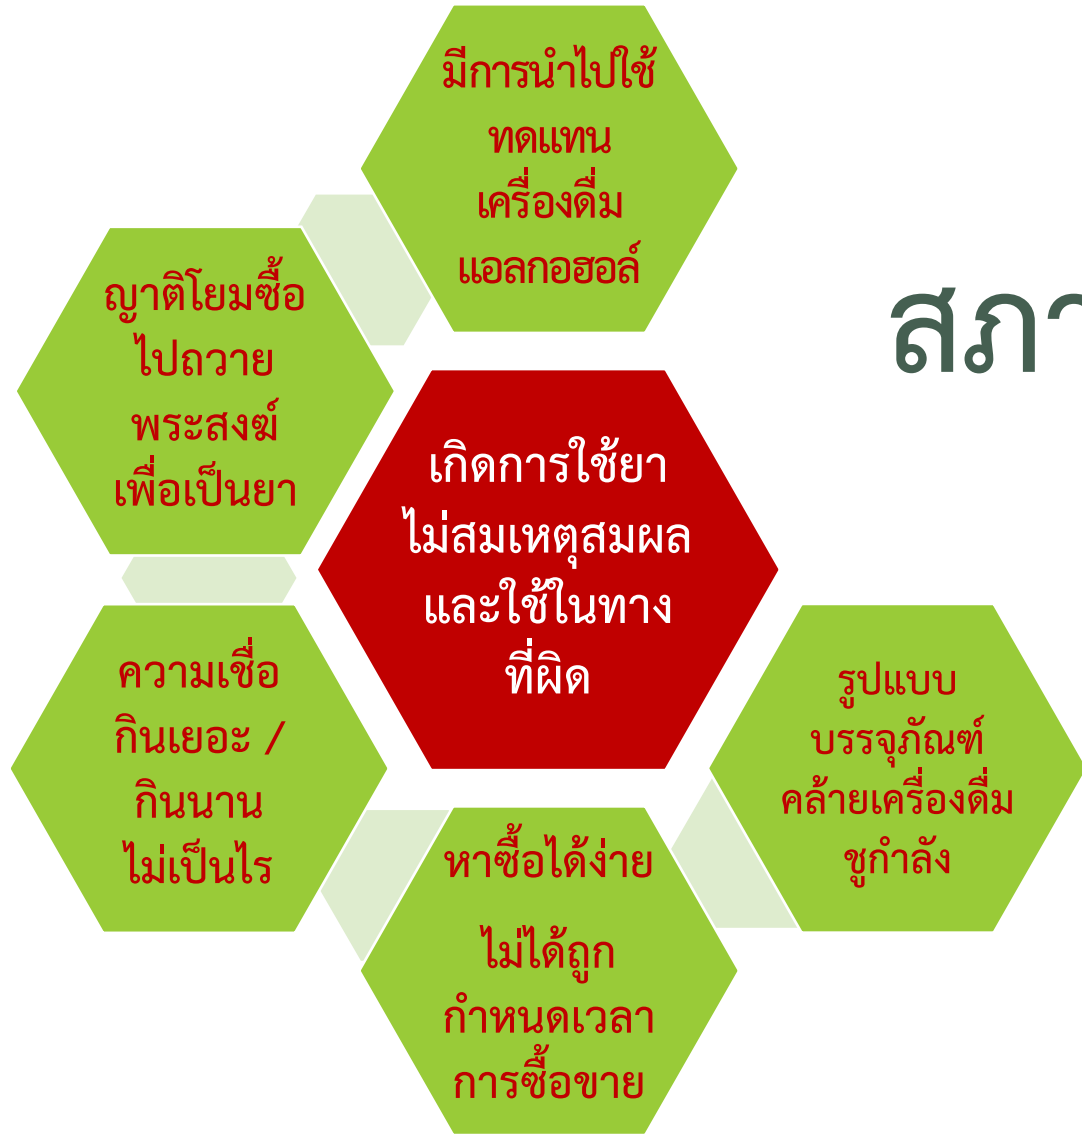 มีการนำไปใช้
ทดแทน
เครื่องดื่ม
แอลกอฮอล์
ญาติโยมซื้อ
ไปถวาย
พระสงฆ์
เพื่อเป็นยา
สภา
เกิดการใช้ยา
ไม่สมเหตุสมผล
และใช้ในทาง
ที่ผิด
ความเชื่อ
กินเยอะ /
กินนาน
ไม่เป็นไร
รูปแบบ
บรรจุภัณฑ์
คล้ายเครื่องดื่ม
ชูกำลัง
หาซื้อได้ง่าย
ไม่ได้ถูก
กำหนดเวลา
การซื้อขาย